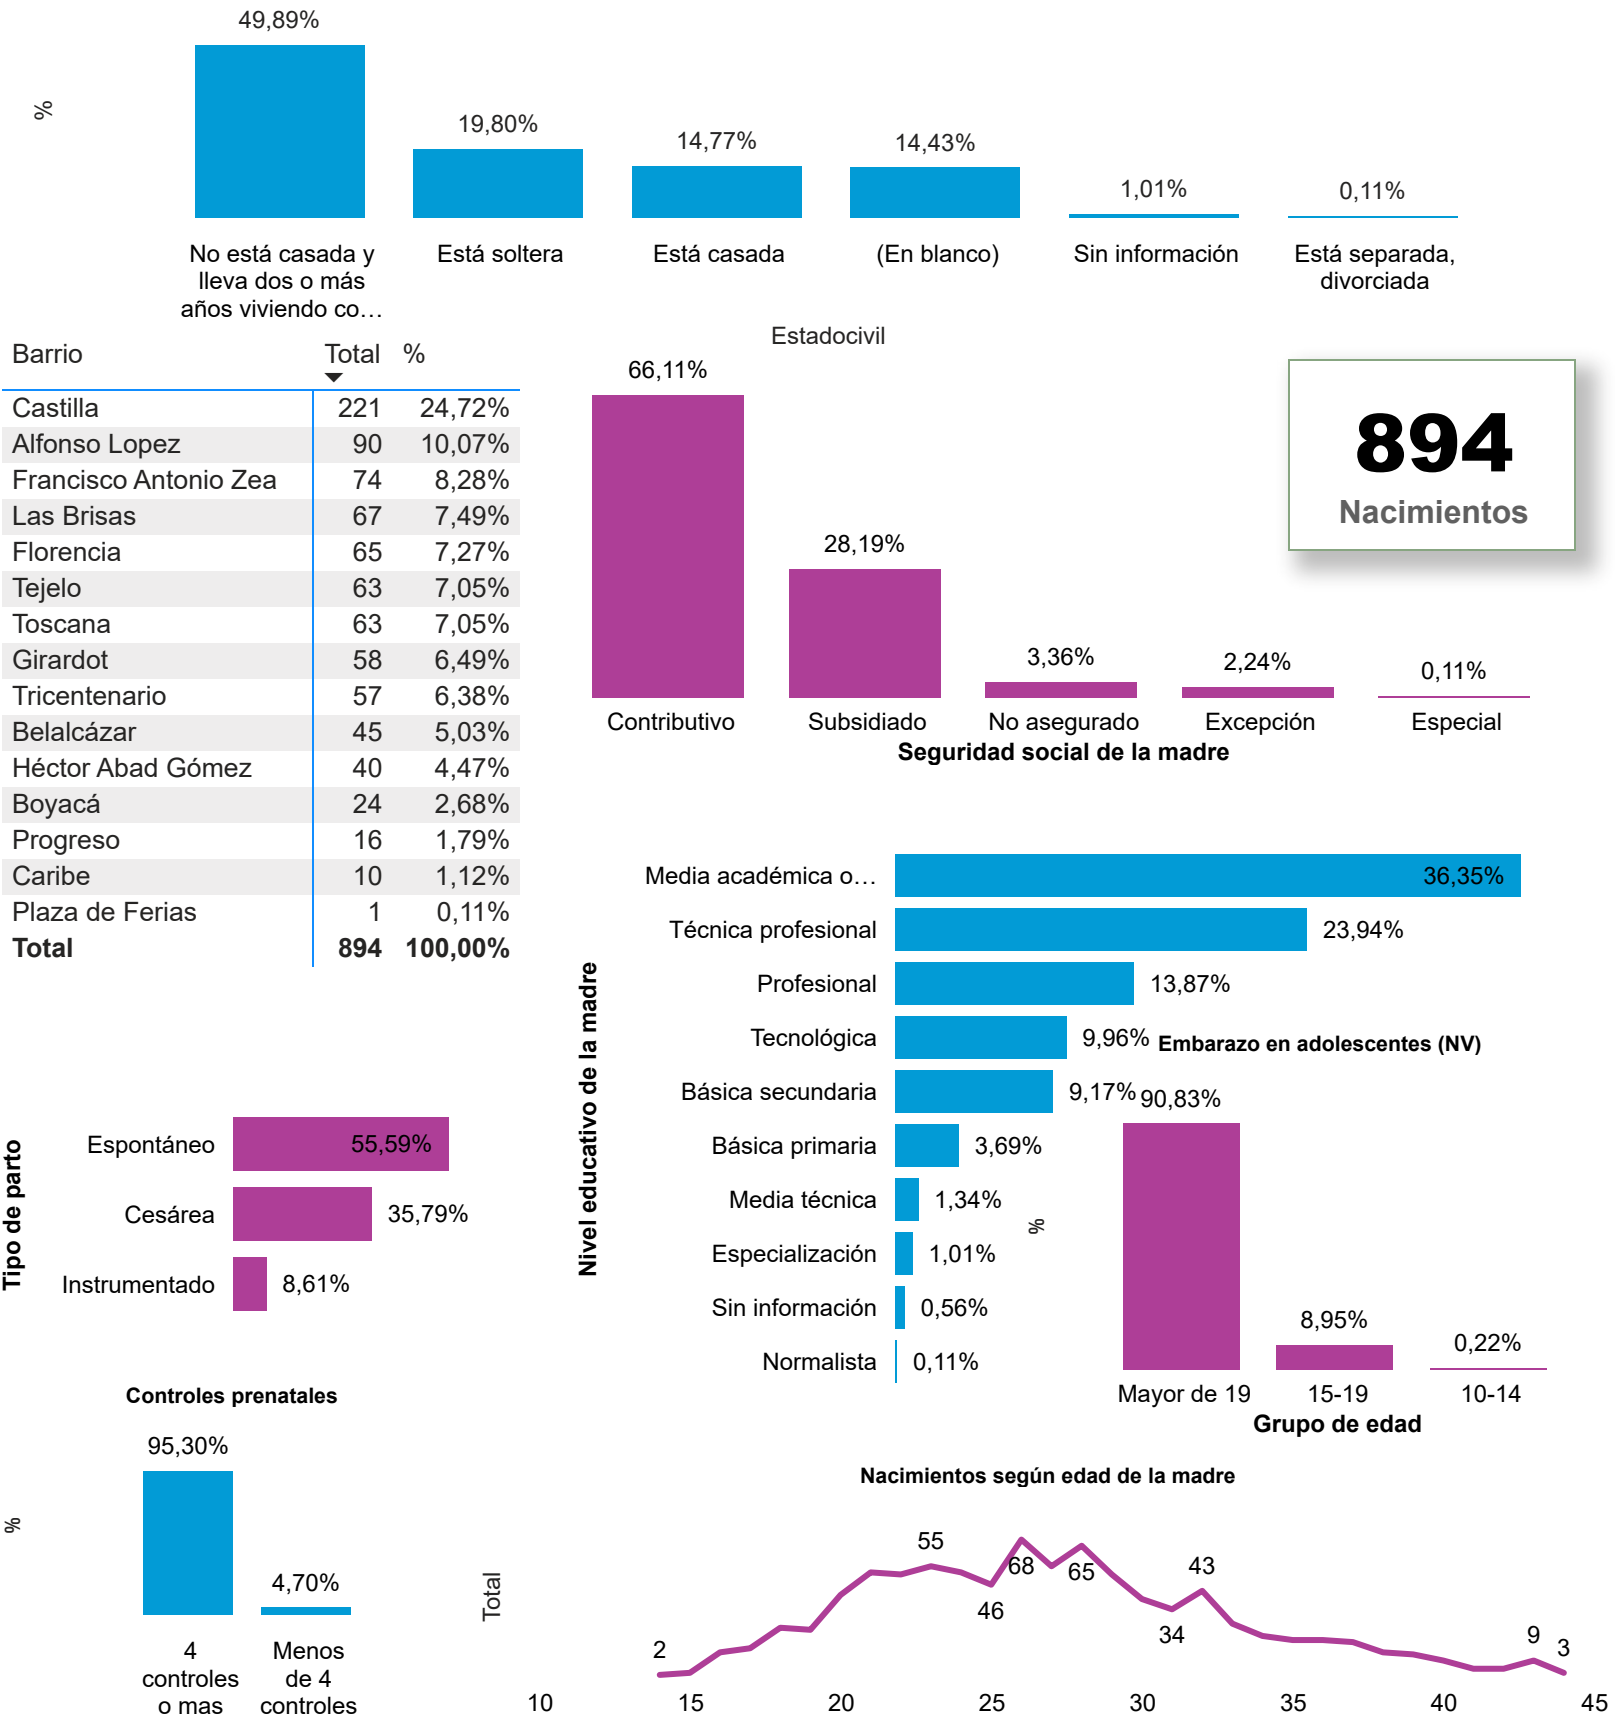 49,89%
19,80%
14,77%
14,43%
1,01%
0,11%
%
No está casada y
lleva dos o más
años viviendo co…
Está soltera
Está casada
(En blanco)
Sin información
Está separada,
divorciada
Estadocivil
Barrio Total %
Castilla 221 24,72%
Alfonso Lopez 90 10,07%
Francisco Antonio Zea 74 8,28%
Las Brisas 67 7,49%
Florencia 65 7,27%
Tejelo 63 7,05%
Toscana 63 7,05%
Girardot 58 6,49%
Tricentenario 57 6,38%
Belalcázar 45 5,03%
Héctor Abad Gómez 40 4,47%
Boyacá 24 2,68%
Progreso 16 1,79%
Caribe 10 1,12%
Plaza de Ferias 1 0,11%
Total 894 100,00%
66,11%
28,19%
3,36%
2,24%
0,11%
Contributivo
Subsidiado
No asegurado
Excepción
Especial
Seguridad social de la madre
894
Nacimientos
Nivel educativo de la madre
Media académica o… 36,35%
Técnica profesional 23,94%
Profesional 13,87%
Tecnológica 9,96%
Básica secundaria 9,17%
Básica primaria 3,69%
Media técnica 1,34%
Especialización 1,01%
Sin información 0,56%
Normalista 0,11%
Embarazo en adolescentes (NV)
%
90,83%
8,95%
0,22%
Mayor de 19
15-19
10-14
Grupo de edad
Tipo de parto
Espontáneo 55,59%
Cesárea 35,79%
Instrumentado 8,61%
Controles prenatales
%
95,30%
4,70%
4
controles
o mas
Menos
de 4
controles
Nacimientos según edad de la madre
Total
2
55
46
68
65
34
43
9
3
10 15 20 25 30 35 40 45